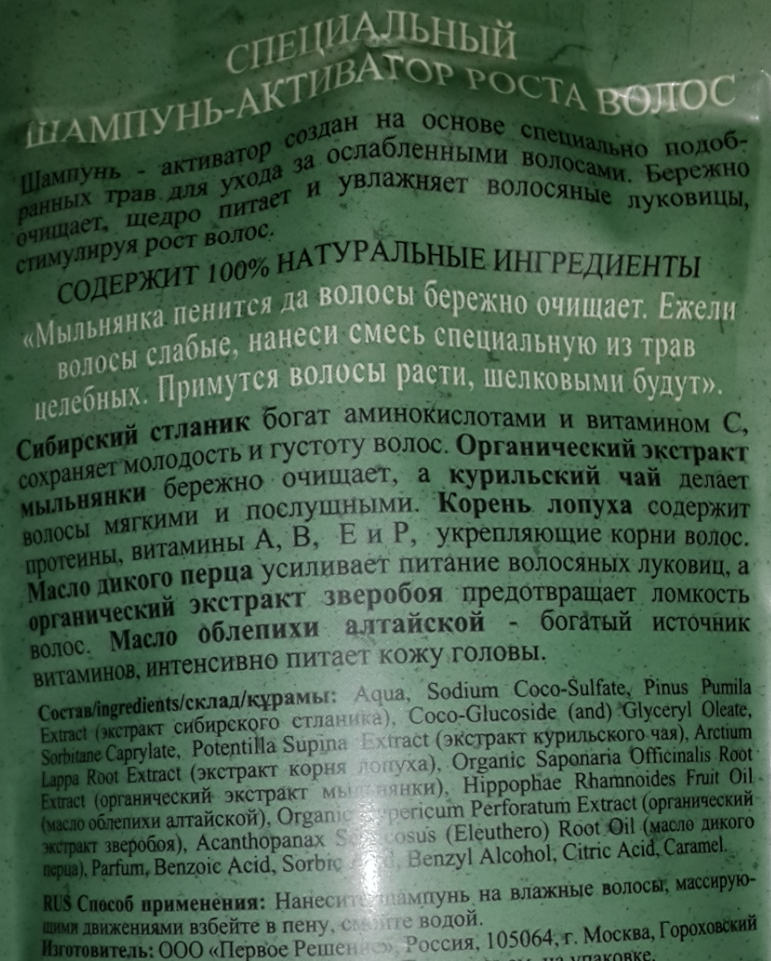 СПЕЦИАЛЬНЫЙ
ШАМПУНЬ-АКТИВАТОР РОСТА ВОЛОС
Шампунь - активатор создан на основе специально подоб-
ранных трав для ухода за ослабленными волосами. Бережно
очищает, щедро питает и увлажняет волосяные луковицы,
стимулируя рост волос.
СОДЕРЖИТ 100% НАТУРАЛЬНЫЕ ИНГРЕДИЕНТЫ
«Мыльнянка пенится да волосы бережно очищает. Ежели
волосы слабые, нанеси смесь специальную из трав
целебных. Примутся волосы расти, шелковыми будут».
Сибирский стланик богат аминокислотами и витамином С,
сохраняет молодость и густоту волос. Органический экстракт
мыльнянки бережно очищает, а курильский чай делает
волосы мягкими и послушными. Корень лопуха содержит
протеины, витамины А, В, Е и Р, укрепляющие корни волос.
Масло дикого перца усиливает питание волосяных луковиц, а
органический экстракт зверобоя предотвращает ломкость
волос. Масло облепихи алтайской - богатый источник
витаминов, интенсивно питает кожу головы.
Состав/ingredients/склад/құрамы: Aqua, Sodium Coco-Sulfate, Pinus Pumila
Extract (экстракт сибирского стланика), Coco-Glucoside (and) Glyceryl Oleate,
Sorbitane Caprylate, Potentilla Supina Extract (экстракт курильского чая), Arctium
Lappa Root Extract (экстракт корня лопуха), Organic Saponaria Officinalis Root
Extract (органический экстракт мыльнянки), Hippophae Rhamnoides Fruit Oil
(масло облепихи алтайской), Organic Hypericum Perforatum Extract (органический
экстракт зверобоя), Acanthopanax (Eleuthero) Root Oil (масло дикого
перца), Parfum, Benzoic Acid, Sorbic Acid, Benzyl Alcohol, Citric Acid, Caramel.
RUS Способ применения: Нанесите шампунь на влажные волосы, массирую-
щими движениями взбейте в пену, смойте водой.
Изготовитель: ООО «Первое Решение», Россия, 105064, г. Москва, Гороховский
на упаковке.